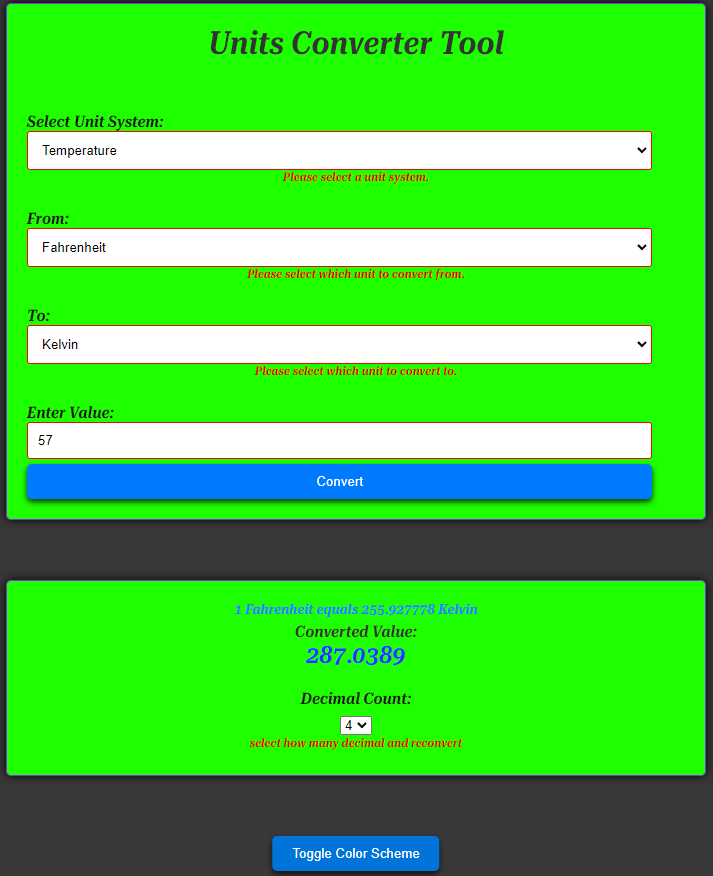 Units Converter Tool
Select Unit System:
Temperature
Please select a unit system.
From:
Fahrenheit
Please select which unit to convert from.
To:
Kelvin
Please select which unit to convert to.
Enter Value:
57
Convert
1 Fahrenheit equals 255.927778 Kelvin
Converted Value:
287.0389
Decimal Count:
4
select how many decimal and reconvert
Toggle Color Scheme